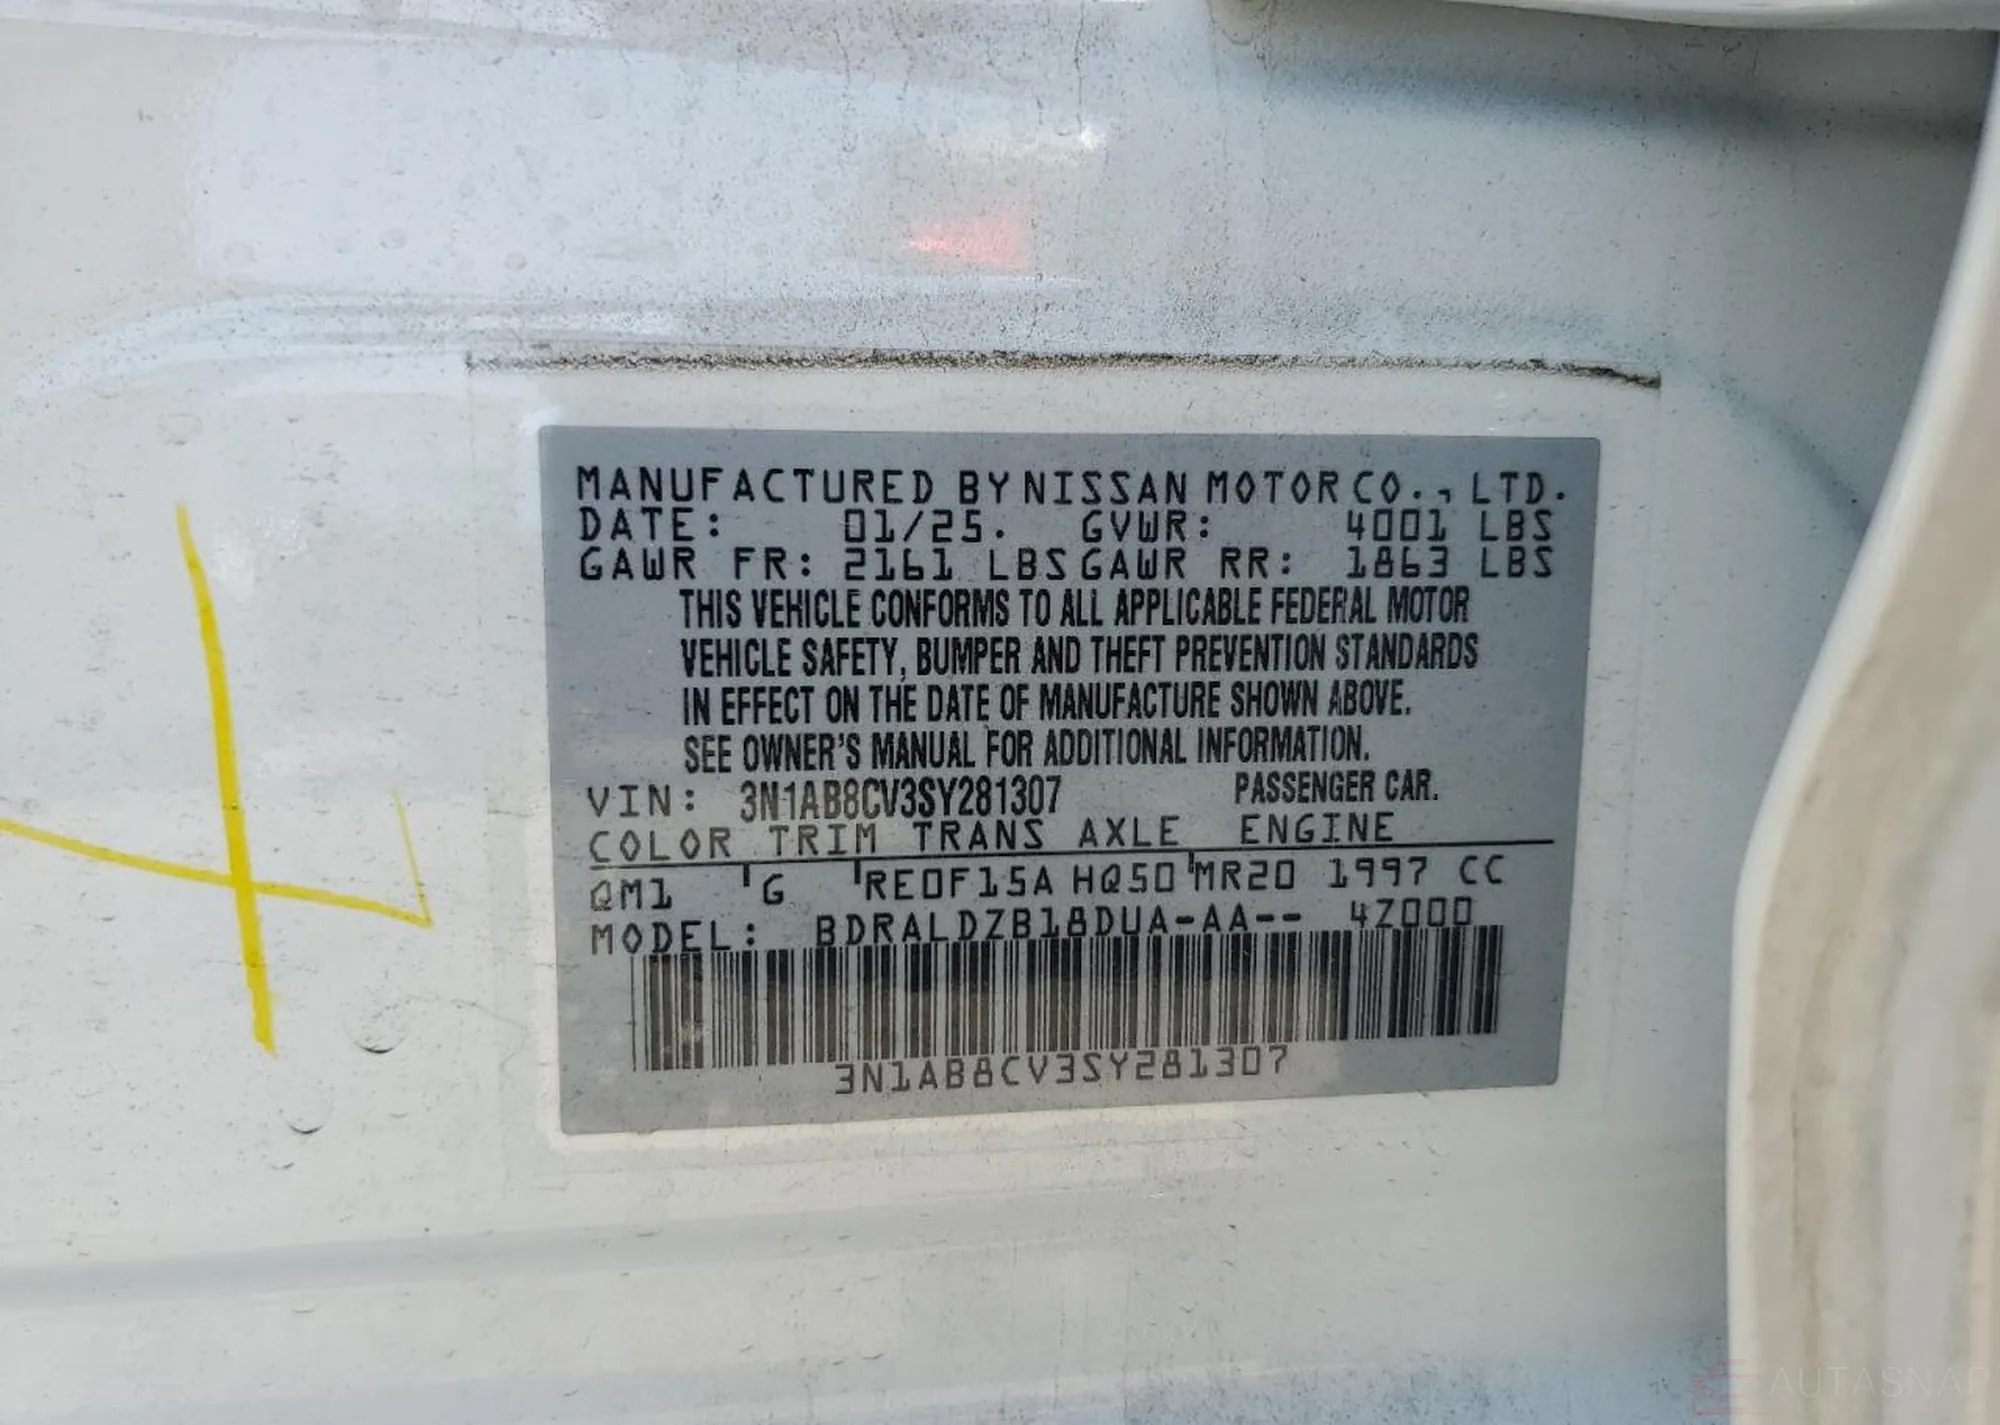 MANUFACTURED BY NISSAN MOTOR CO., LTD.
DATE: 01/25. GVWR: 4001 LBS
GAWR FR: 2161 LBS GAWR RR: 1863 LBS
THIS VEHICLE CONFORMS TO ALL APPLICABLE FEDERAL MOTOR
VEHICLE SAFETY, BUMPER AND THEFT PREVENTION STANDARDS
IN EFFECT ON THE DATE OF MANUFACTURE SHOWN ABOVE.
SEE OWNER'S MANUAL FOR ADDITIONAL INFORMATION.
VIN: 3N1AB8CV3SY281307 PASSENGER CAR.
COLOR TRIM TRANS AXLE ENGINE
QM1 G RE0F15A HQ50 MR20 1997 CC
MODEL: BDRALDZB18DUA-AA-- 4Z000
3N1AB8CV3SY281307
AUTASNAP